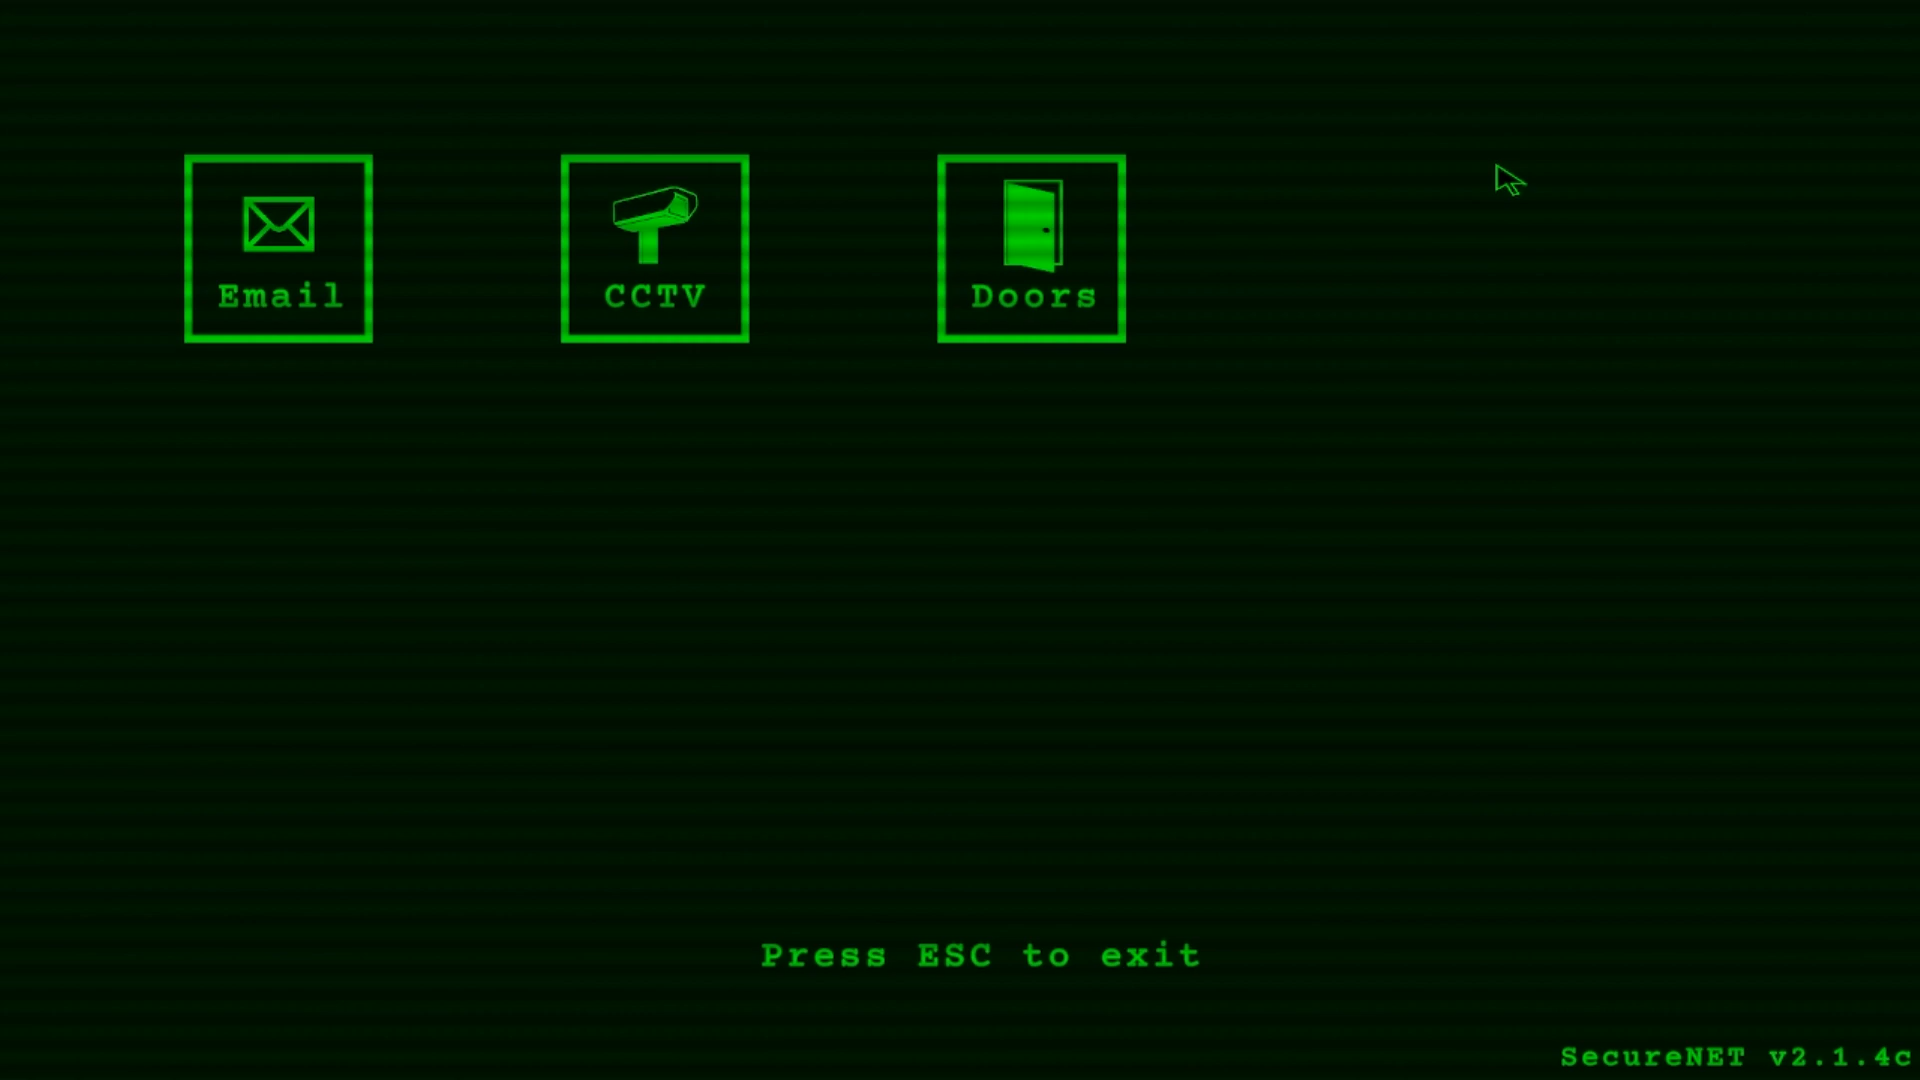 Email
CCTV
Doors
Press ESC to exit
SecureNET v2.1.4c